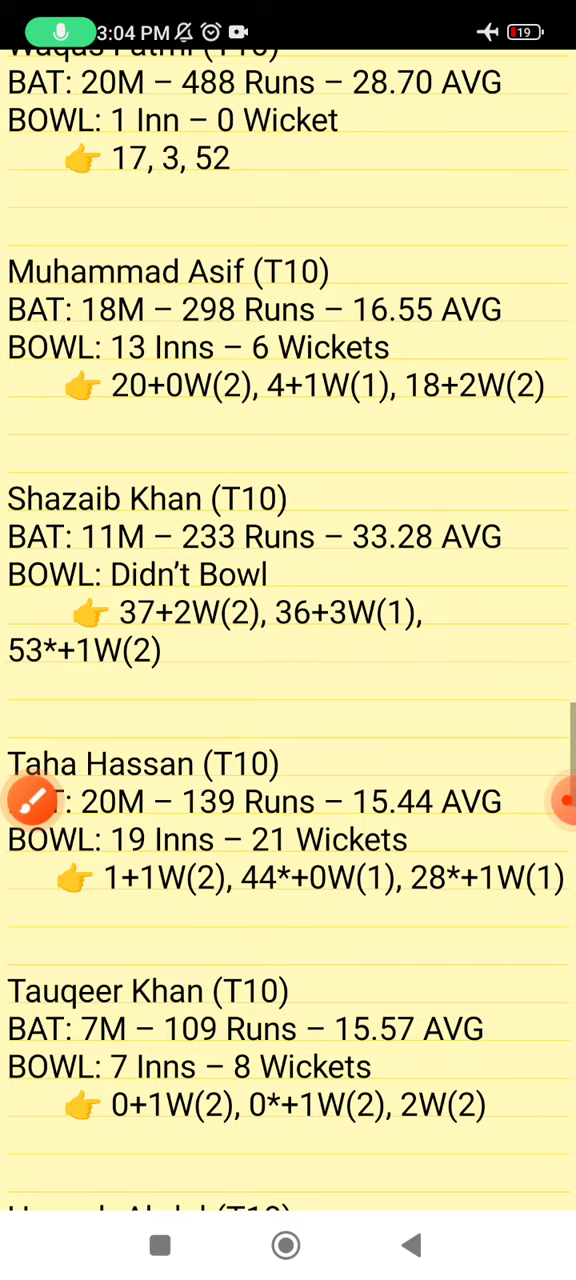 3:04 PM
19
Waqas Fatmi (T10)
BAT: 20M – 488 Runs – 28.70 AVG
BOWL: 1 Inn – 0 Wicket
👉 17, 3, 52
Muhammad Asif (T10)
BAT: 18M – 298 Runs – 16.55 AVG
BOWL: 13 Inns – 6 Wickets
👉 20+0W(2), 4+1W(1), 18+2W(2)
Shazaib Khan (T10)
BAT: 11M – 233 Runs – 33.28 AVG
BOWL: Didn’t Bowl
👉 37+2W(2), 36+3W(1),
53*+1W(2)
Taha Hassan (T10)
T: 20M – 139 Runs – 15.44 AVG
BOWL: 19 Inns – 21 Wickets
👉 1+1W(2), 44*+0W(1), 28*+1W(1)
Tauqeer Khan (T10)
BAT: 7M – 109 Runs – 15.57 AVG
BOWL: 7 Inns – 8 Wickets
👉 0+1W(2), 0*+1W(2), 2W(2)
(T10)